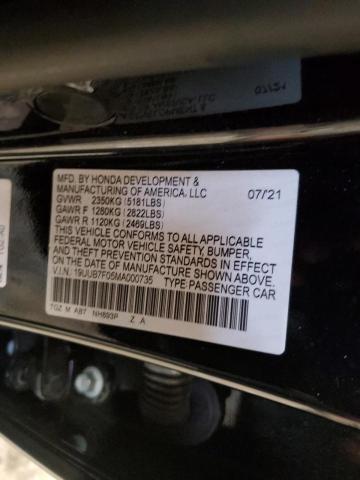 MFD. BY HONDA DEVELOPMENT &
MANUFACTURING OF AMERICA, LLC 07/21
GVWR 2350KG (5181LBS)
GAWR F 1280KG (2822LBS)
GAWR R 1120KG (2469LBS)
THIS VEHICLE CONFORMS TO ALL APPLICABLE
FEDERAL MOTOR VEHICLE SAFETY, BUMPER,
AND THEFT PREVENTION STANDARDS IN EFFECT
ON THE DATE OF MANUFACTURE SHOWN ABOVE.
V.I.N.: 19UUB7F05MA000735 TYPE PASSENGER CAR
7GZ M AB7 NH893P Z A